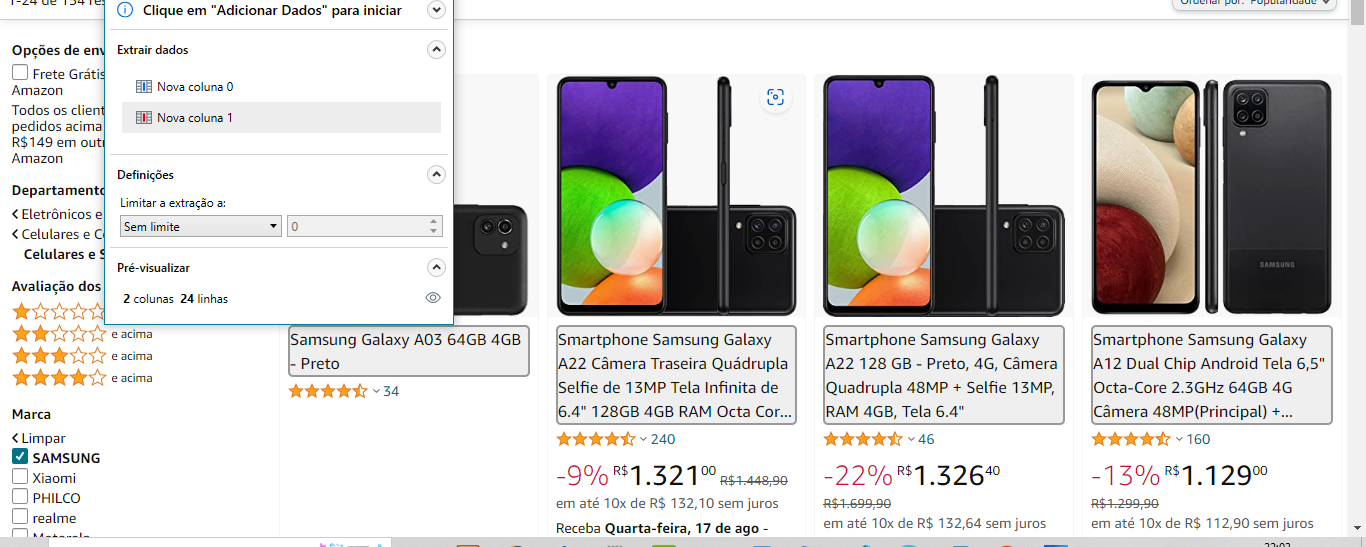 1-24 de 154 res
Ordenar por: Popularidade
Clique em "Adicionar Dados" para iniciar
Extrair dados
Nova coluna 0
Nova coluna 1
Definições
Limitar a extração a:
Sem limite
0
Pré-visualizar
2 colunas 24 linhas
Opções de env
Frete Grátis
Amazon
Todos os client
pedidos acima
R$149 em outr
Amazon
Departamento
Eletrônicos e
Celulares e Co
Celulares e S
Avaliação dos
e acima
e acima
e acima
Marca
Limpar
SAMSUNG
Xiaomi
PHILCO
realme
Motorola
Samsung Galaxy A03 64GB 4GB
- Preto
34
Smartphone Samsung Galaxy
A22 Câmera Traseira Quádrupla
Selfie de 13MP Tela Infinita de
6.4" 128GB 4GB RAM Octa Cor...
240
-9% R$1.32100 R$1.448,90
em até 10x de R$ 132,10 sem juros
Receba Quarta-feira, 17 de ago -
Smartphone Samsung Galaxy
A22 128 GB - Preto, 4G, Câmera
Quadrupla 48MP + Selfie 13MP,
RAM 4GB, Tela 6.4"
46
-22% R$1.32640
R$1.699,90
em até 10x de R$ 132,64 sem juros
SAMSUNG
Smartphone Samsung Galaxy
A12 Dual Chip Android Tela 6,5"
Octa-Core 2.3GHz 64GB 4G
Câmera 48MP(Principal) +...
160
-13% R$1.12900
R$1.299,90
em até 10x de R$ 112,90 sem juros